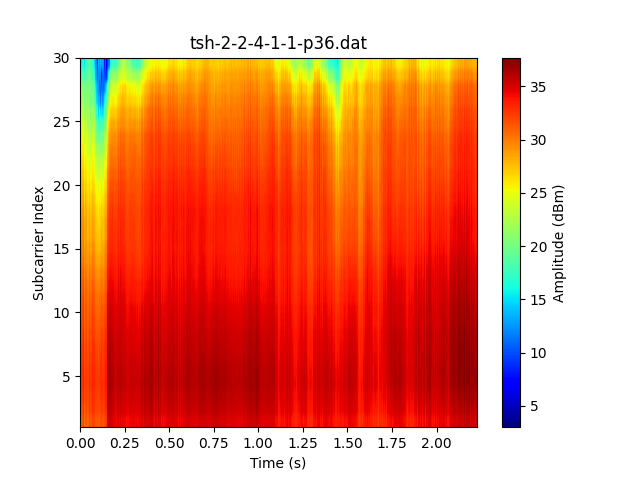 tsh-2-2-4-1-1-p36.dat
30
25
20
15
10
5
Subcarrier Index
0.00 0.25 0.50 0.75 1.00 1.25 1.50 1.75 2.00
Time (s)
35
30
25
20
15
10
5
Amplitude (dBm)